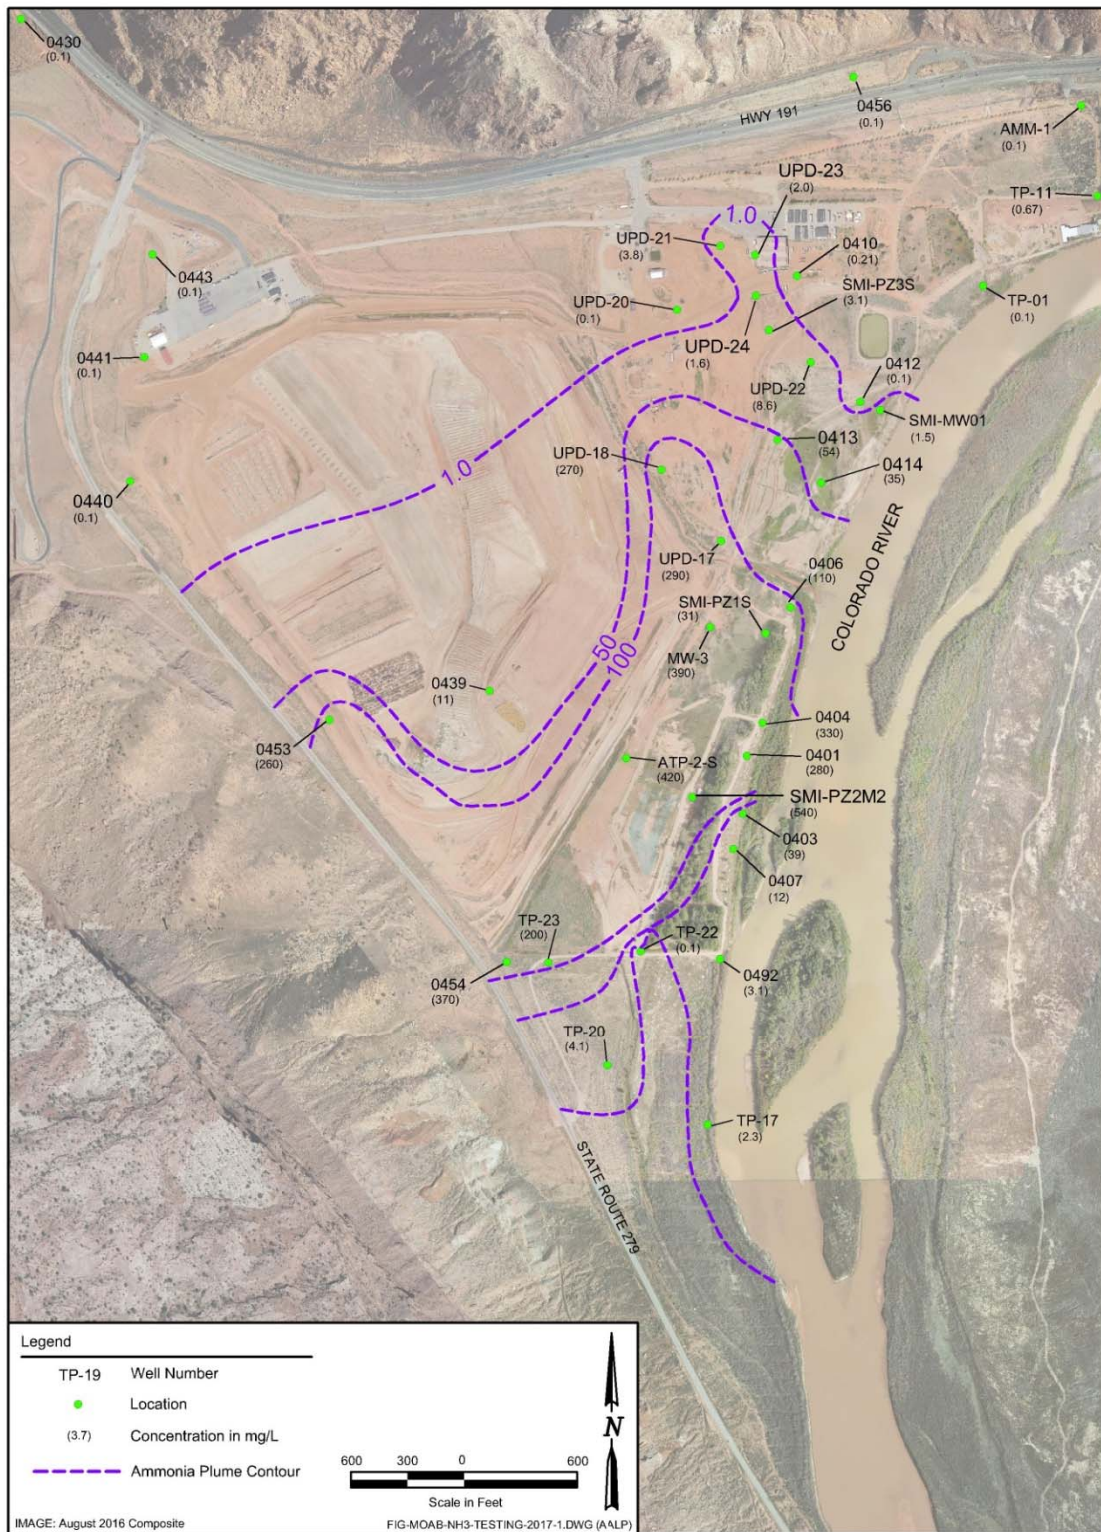 0430
(0.1)
0456
(0.1)
HWY 191
AMM-1
(0.1)
UPD-23
(2.0)
TP-11
(0.67)
1.0
UPD-21
(3.8)
0410
(0.21)
0443
(0.1)
SMI-PZ3S
(3.1)
UPD-20
(0.1)
TP-01
(0.1)
UPD-24
(1.6)
0441
(0.1)
UPD-22
(8.6)
0412
(0.1)
SMI-MW01
(1.5)
0413
(54)
UPD-18
(270)
0414
(35)
1.0
0440
(0.1)
COLORADO RIVER
UPD-17
(290)
0406
(110)
SMI-PZ1S
(31)
50
100
MW-3
(390)
0439
(11)
0404
(330)
0453
(260)
0401
(280)
ATP-2-S
(420)
SMI-PZ2M2
(540)
0403
(39)
0407
(12)
TP-23
(200)
TP-22
(0.1)
0454
(370)
0492
(3.1)
TP-20
(4.1)
TP-17
(2.3)
STATE ROUTE 279
Legend
TP-19 Well Number
Location
(3.7) Concentration in mg/L
Ammonia Plume Contour
N
600 300 0 600
Scale in Feet
IMAGE: August 2016 Composite
FIG-MOAB-NH3-TESTING-2017-1.DWG (AALP)